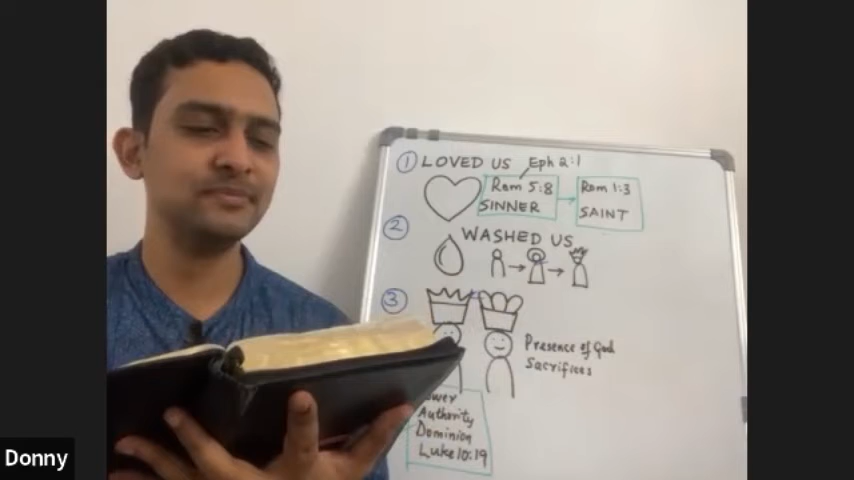 1 LOVED US Eph 2:1
Rom 5:8
SINNER
Rom 1:3
SAINT
2 WASHED US
3
Presence of God
Sacrifices
Authority
Dominion
Luke 10:19
Donny